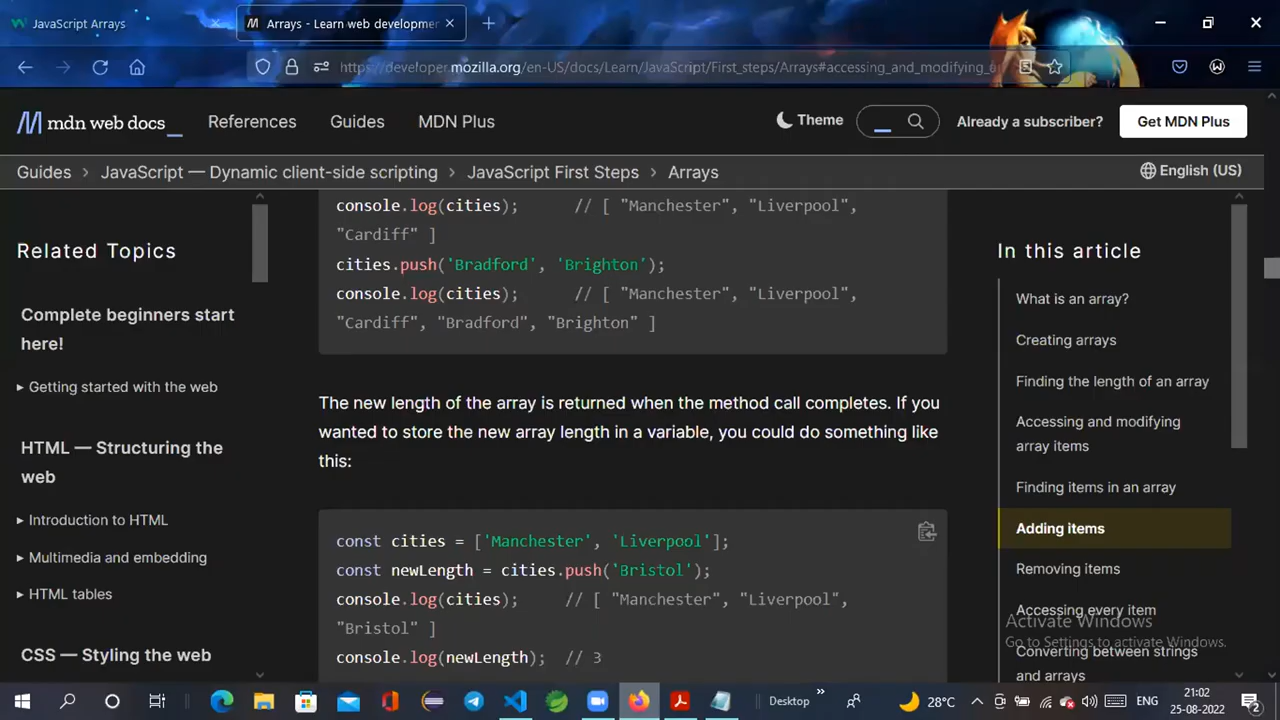 JavaScript Arrays
Arrays - Learn web developmen
https://developer.mozilla.org/en-US/docs/Learn/JavaScript/First_steps/Arrays#accessing_and_modifying_
mdn web docs
References
Guides
MDN Plus
Theme
Already a subscriber?
Get MDN Plus
Guides › JavaScript — Dynamic client-side scripting › JavaScript First Steps › Arrays
English (US)
Related Topics
Complete beginners start
here!
▸ Getting started with the web
HTML — Structuring the
web
▸ Introduction to HTML
▸ Multimedia and embedding
▸ HTML tables
CSS — Styling the web
console.log(cities); // [ "Manchester", "Liverpool",
"Cardiff" ]
cities.push('Bradford', 'Brighton');
console.log(cities); // [ "Manchester", "Liverpool",
"Cardiff", "Bradford", "Brighton" ]
The new length of the array is returned when the method call completes. If you
wanted to store the new array length in a variable, you could do something like
this:
const cities = ['Manchester', 'Liverpool'];
const newLength = cities.push('Bristol');
console.log(cities); // [ "Manchester", "Liverpool",
"Bristol" ]
console.log(newLength); // 3
In this article
What is an array?
Creating arrays
Finding the length of an array
Accessing and modifying
array items
Finding items in an array
Adding items
Removing items
Accessing every item
Converting between strings
and arrays
Activate Windows
Go to Settings to activate Windows.
Desktop
28°C
ENG
21:02
25-08-2022
2